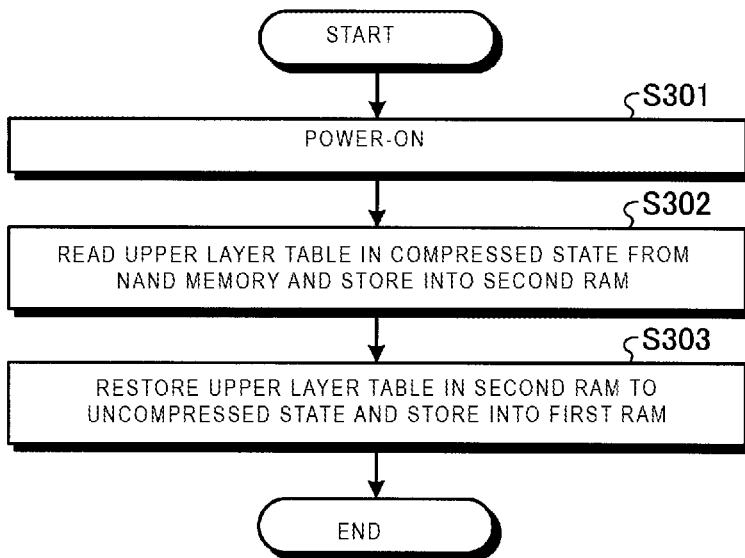 START
S301
POWER-ON
S302
READ UPPER LAYER TABLE IN COMPRESSED STATE FROM
NAND MEMORY AND STORE INTO SECOND RAM
S303
RESTORE UPPER LAYER TABLE IN SECOND RAM TO
UNCOMPRESSED STATE AND STORE INTO FIRST RAM
END